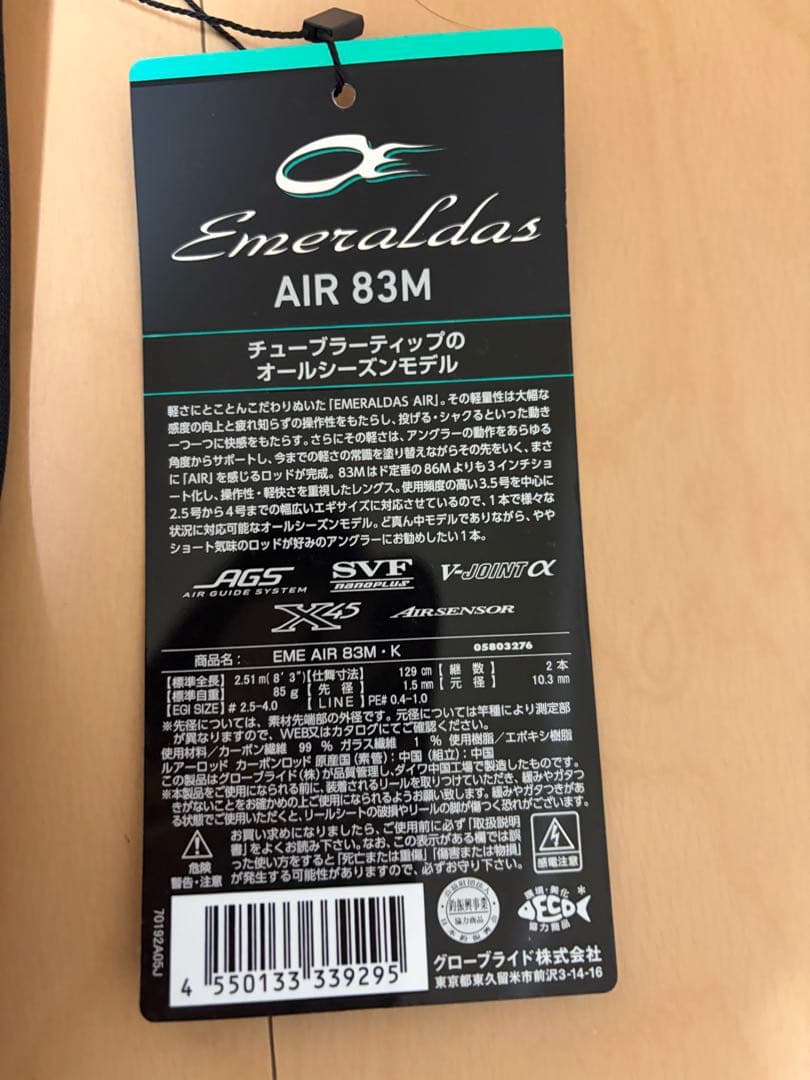 Emeraldas
AIR 83M
チューブラーティップの
オールシーズンモデル
軽さにとことんこだわりぬいた「EMERALDAS AIR」。その軽量性は大幅な
感度の向上と疲れ知らずの操作性をもたらし、投げる・シャクるといった動き
一つ一つに快感をもたらす。さらにその軽さは、アングラーの動作をあらゆる
角度からサポートし、今までの軽さの常識を塗り替えながらその先をいく、まさ
に「AIR」を感じるロッドが完成。83Mはド定番の86Mよりも3インチショ
ート化し、操作性・軽快さを重視したレングス。使用頻度の高い3.5号を中心に
2.5号から4号までの幅広いエギサイズに対応させているので、1本で様々な
状況に対応可能なオールシーズンモデル。ど真ん中モデルでありながら、やや
ショート気味のロッドが好みのアングラーにお勧めしたい1本。
AGS SVF V-JOINTα
AIR GUIDE SYSTEM nanoplus
X45 AIRSENSOR
商品名: EME AIR 83M・K 05803276
【標準全長】 2.51m(8'3")【仕舞寸法】 129cm【継数】 2本
【標準自重】 85g【先径】 1.5mm【元径】 10.3mm
【EGI SIZE】#2.5-4.0 【LINE】PE#0.4-1.0
※先径については、素材先端部の外径です。元径については竿種により測定部
が異なりますので、WEB又はカタログにてご確認ください。
使用材料/カーボン繊維 99 % ガラス繊維 1 % 使用樹脂/エポキシ樹脂
ルアーロッド カーボンロッド 原産国(素管):中国(組立):中国
この製品はグローブライド(株)が品質管理し、ダイワ中国工場で製造したものです。
※本製品をご使用になられる前に、装着されるリールを取りつけていただき、緩みやガタつ
きがないことをお確かめの上ご使用になられるようお願い致します。緩みやガタつきがあ
る状態でご使用いただくと、リールシートの破損やリールの脚が傷つく恐れがございます。
危険
警告・注意
お買い求めになりましたら、ご使用前に必ず「取扱説明
書」をよくお読み下さい。なお、この表示がある欄では誤
った使い方をすると「死亡または重傷」「傷害または物損」
が発生する可能性がありますので、必ずお守り下さい。
感電注意
70192A05J
4 550133 339295
公益財団法人
釣振興事業
協力商品
日本釣振興会
環境・美化
ECO
協力商品
グローブライド株式会社
東京都東久留米市前沢3-14-16